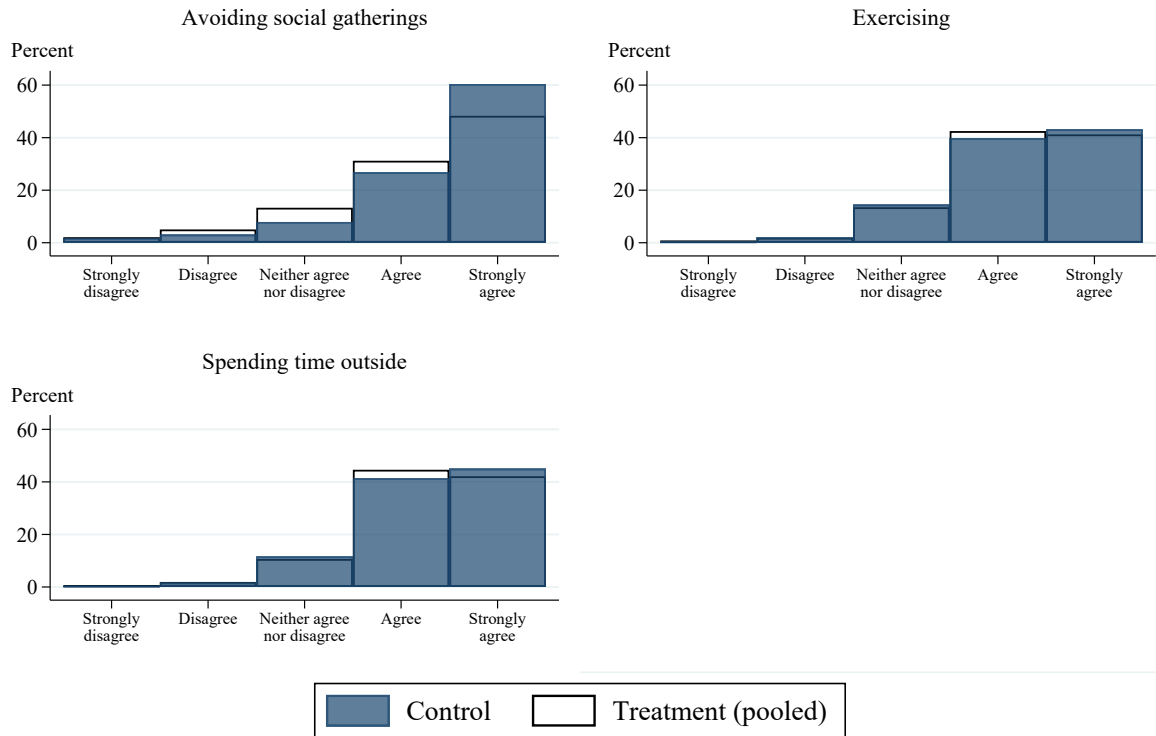 Avoiding social gatherings
Percent
60
40
20
0
Strongly
disagree
Disagree
Neither agree
nor disagree
Agree
Strongly
agree
Exercising
Percent
60
40
20
0
Strongly
disagree
Disagree
Neither agree
nor disagree
Agree
Strongly
agree
Spending time outside
Percent
60
40
20
0
Strongly
disagree
Disagree
Neither agree
nor disagree
Agree
Strongly
agree
Control
Treatment (pooled)